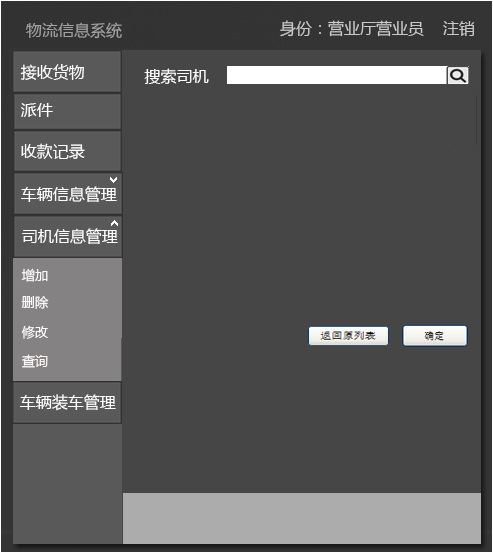 物流信息系统
身份：营业厅营业员 注销
接收货物
派件
收款记录
车辆信息管理
司机信息管理
增加
删除
修改
查询
车辆装车管理
搜索司机
返回原列表 确定